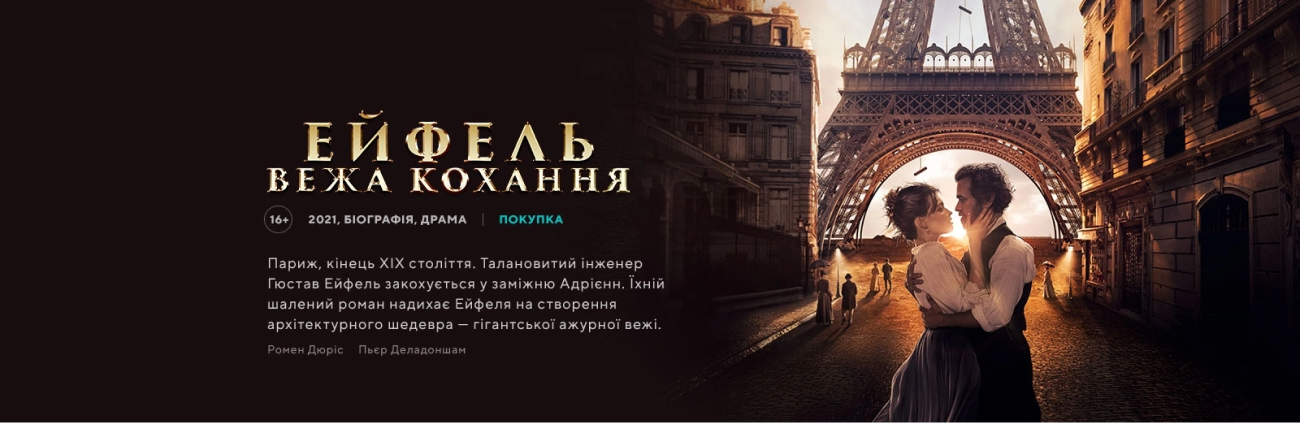 ЕЙФЕЛЬ
ВЕЖА КОХАННЯ
16+ 2021, БІОГРАФІЯ, ДРАМА | ПОКУПКА
Париж, кінець XIX століття. Талановитий інженер
Гюстав Ейфель закохується у заміжню Адрієнн. Їхній
шалений роман надихає Ейфеля на створення
архітектурного шедевра — гігантської ажурної вежі.
Ромен Дюріс Пьєр Деладоншам